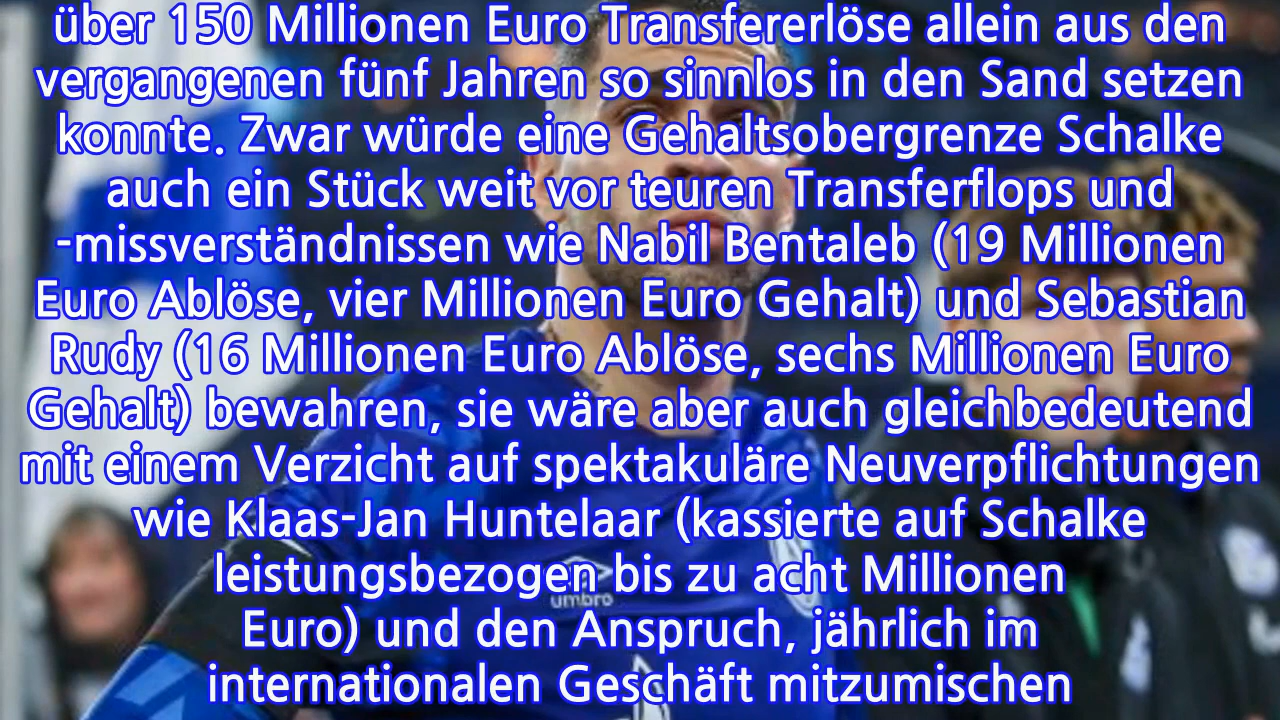 über 150 Millionen Euro Transfererlöse allein aus den
vergangenen fünf Jahren so sinnlos in den Sand setzen
konnte. Zwar würde eine Gehaltsobergrenze Schalke
auch ein Stück weit vor teuren Transferflops und
-missverständnissen wie Nabil Bentaleb (19 Millionen
Euro Ablöse, vier Millionen Euro Gehalt) und Sebastian
Rudy (16 Millionen Euro Ablöse, sechs Millionen Euro
Gehalt) bewahren, sie wäre aber auch gleichbedeutend
mit einem Verzicht auf spektakuläre Neuverpflichtungen
wie Klaas-Jan Huntelaar (kassierte auf Schalke
leistungsbezogen bis zu acht Millionen
umbro
Euro) und den Anspruch, jährlich im
internationalen Geschäft mitzumischen